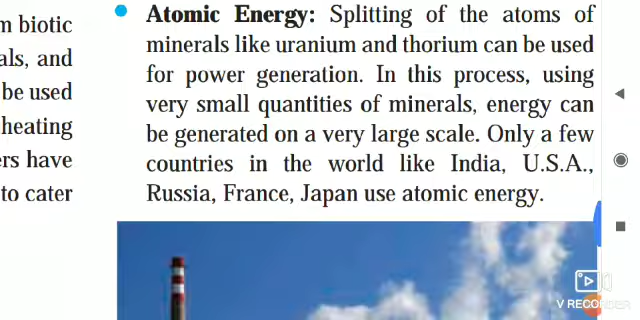 m biotic
als, and
be used
heating
ers have
to cater
Atomic Energy: Splitting of the atoms of
minerals like uranium and thorium can be used
for power generation. In this process, using
very small quantities of minerals, energy can
be generated on a very large scale. Only a few
countries in the world like India, U.S.A.,
Russia, France, Japan use atomic energy.
V RECORDER